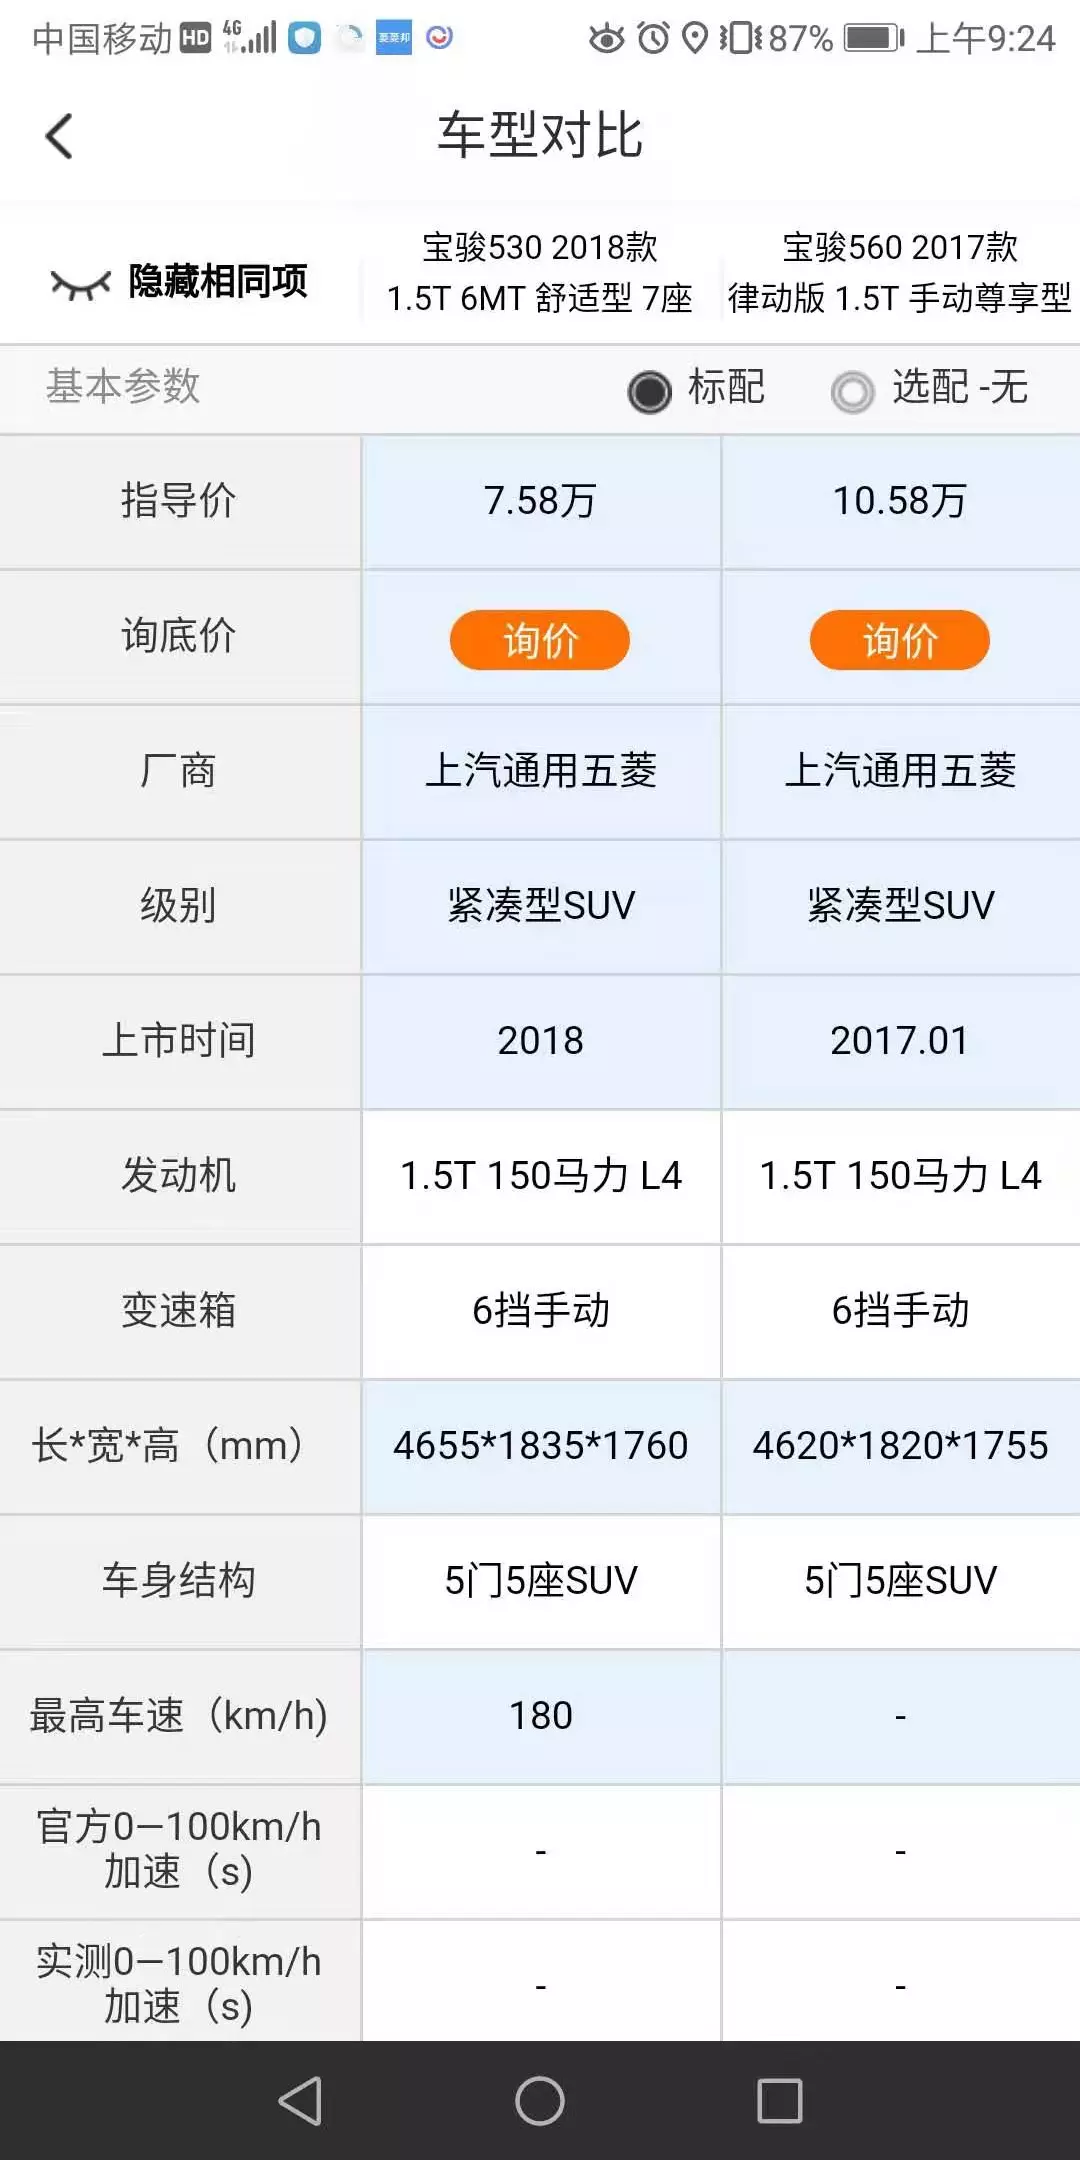 中国移动 HD 4G 菱菱邦 87% 上午9:24
车型对比
隐藏相同项
宝骏530 2018款
1.5T 6MT 舒适型 7座
宝骏560 2017款
律动版 1.5T 手动尊享型
基本参数 标配 选配 -无
指导价 7.58万 10.58万
询底价 询价 询价
厂商 上汽通用五菱 上汽通用五菱
级别 紧凑型SUV 紧凑型SUV
上市时间 2018 2017.01
发动机 1.5T 150马力 L4 1.5T 150马力 L4
变速箱 6挡手动 6挡手动
长*宽*高（mm） 4655*1835*1760 4620*1820*1755
车身结构 5门5座SUV 5门5座SUV
最高车速（km/h) 180 -
官方0—100km/h
加速（s) - -
实测0—100km/h
加速（s) - -